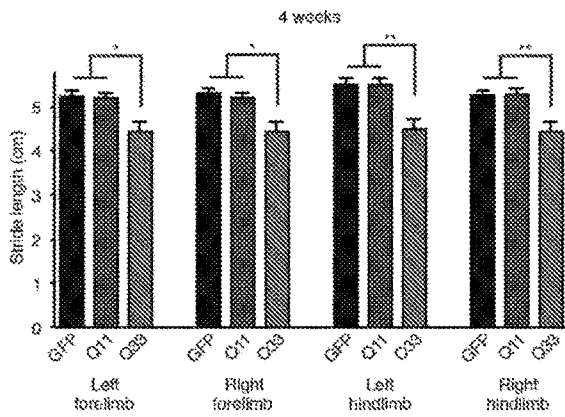 4 weeks
* * ** **
Stride length (cm)
5
4
3
2
1
0
GFP Q11 Q33 GFP Q11 Q33 GFP Q11 Q33 GFP Q11 Q33
Left Right Left Right
forelimb forelimb hindlimb hindlimb